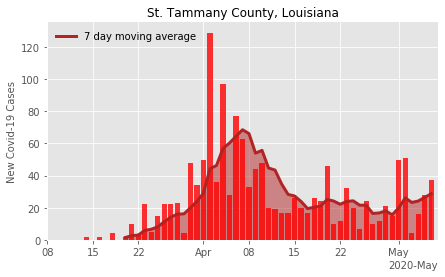 St. Tammany County, Louisiana
7 day moving average
New Covid-19 Cases
120
100
80
60
40
20
0
08 15 22 Apr 08 15 22 May
2020-May